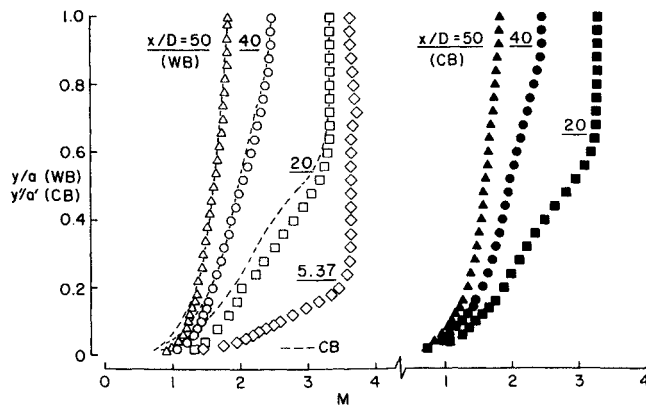 x/D=50 40
(WB)
x/D=50 40
(CB)
1.0
0.8
0.6
y/a (WB)
y'/a' (CB)
0.4
0.2
0
20
20
5.37
---- CB
0 1 2 3 4
1 2 3 4
M